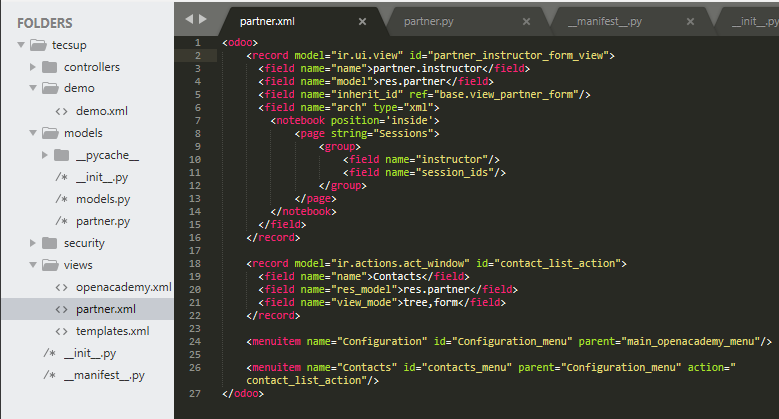 FOLDERS
tecsup
controllers
demo
<> demo.xml
models
__pycache__
/* __init__.py
/* models.py
/* partner.py
security
views
<> openacademy.xml
<> partner.xml
<> templates.xml
/* __init__.py
/* __manifest__.py
partner.xml × partner.py × __manifest__.py × __init__.py
1 <odoo>
2 <record model="ir.ui.view" id="partner_instructor_form_view">
3 <field name="name">partner.instructor</field>
4 <field name="model">res.partner</field>
5 <field name="inherit_id" ref="base.view_partner_form"/>
6 <field name="arch" type="xml">
7 <notebook position='inside'>
8 <page string="Sessions">
9 <group>
10 <field name="instructor"/>
11 <field name="session_ids"/>
12 </group>
13 </page>
14 </notebook>
15 </field>
16 </record>
17
18 <record model="ir.actions.act_window" id="contact_list_action">
19 <field name="name">Contacts</field>
20 <field name="res_model">res.partner</field>
21 <field name="view_mode">tree,form</field>
22 </record>
23
24 <menuitem name="Configuration" id="Configuration_menu" parent="main_openacademy_menu"/>
25
26 <menuitem name="Contacts" id="contacts_menu" parent="Configuration_menu" action="
contact_list_action"/>
27 </odoo>